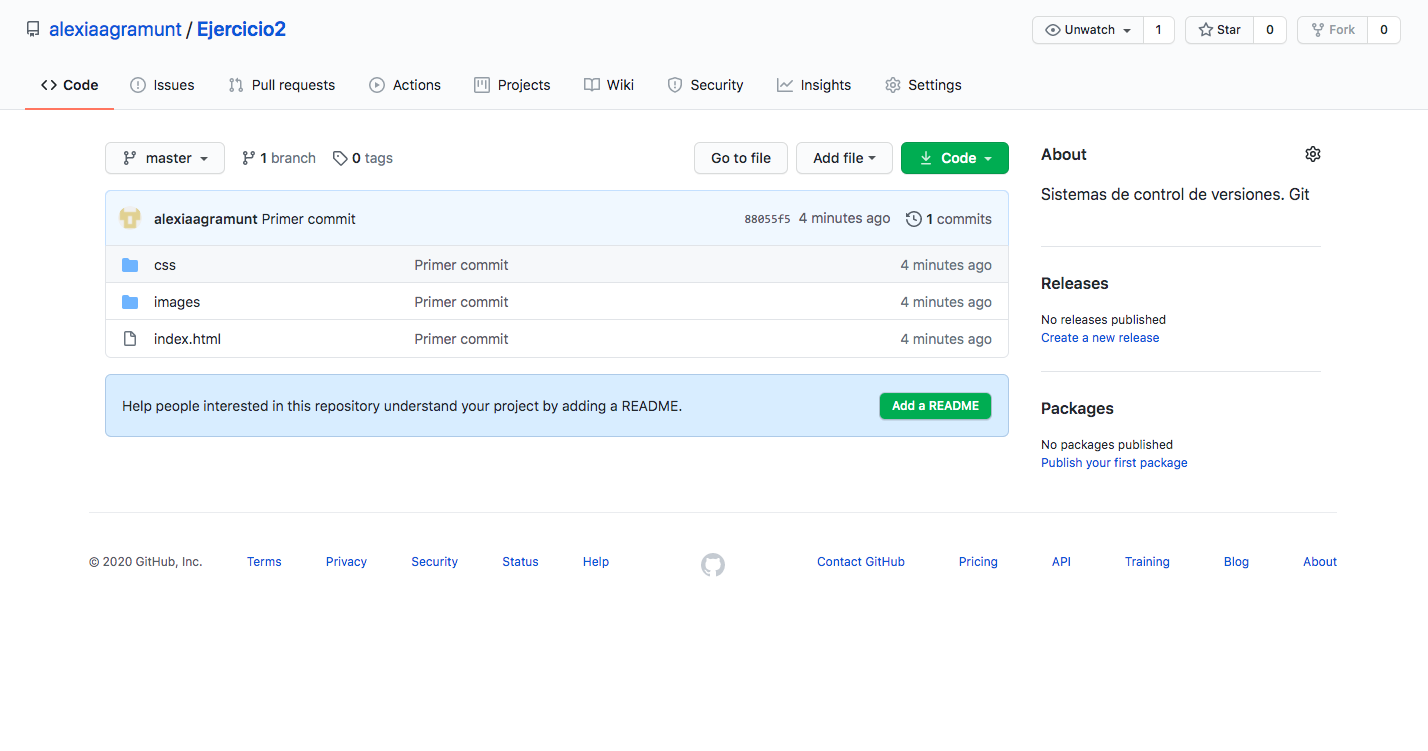 alexiaagramunt / Ejercicio2
Unwatch 1 Star 0 Fork 0
Code Issues Pull requests Actions Projects Wiki Security Insights Settings
master 1 branch 0 tags Go to file Add file Code
alexiaagramunt Primer commit 88055f5 4 minutes ago 1 commits
css Primer commit 4 minutes ago
images Primer commit 4 minutes ago
index.html Primer commit 4 minutes ago
Help people interested in this repository understand your project by adding a README. Add a README
About
Sistemas de control de versiones. Git
Releases
No releases published
Create a new release
Packages
No packages published
Publish your first package
© 2020 GitHub, Inc. Terms Privacy Security Status Help Contact GitHub Pricing API Training Blog About